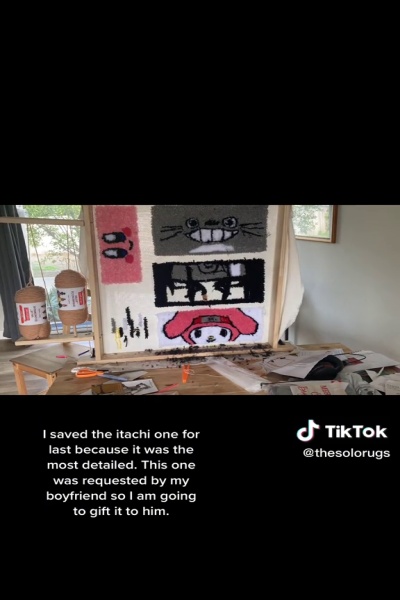 I saved the itachi one for
last because it was the
most detailed. This one
was requested by my
boyfriend so I am going
to gift it to him.
TikTok
@thesolorugs